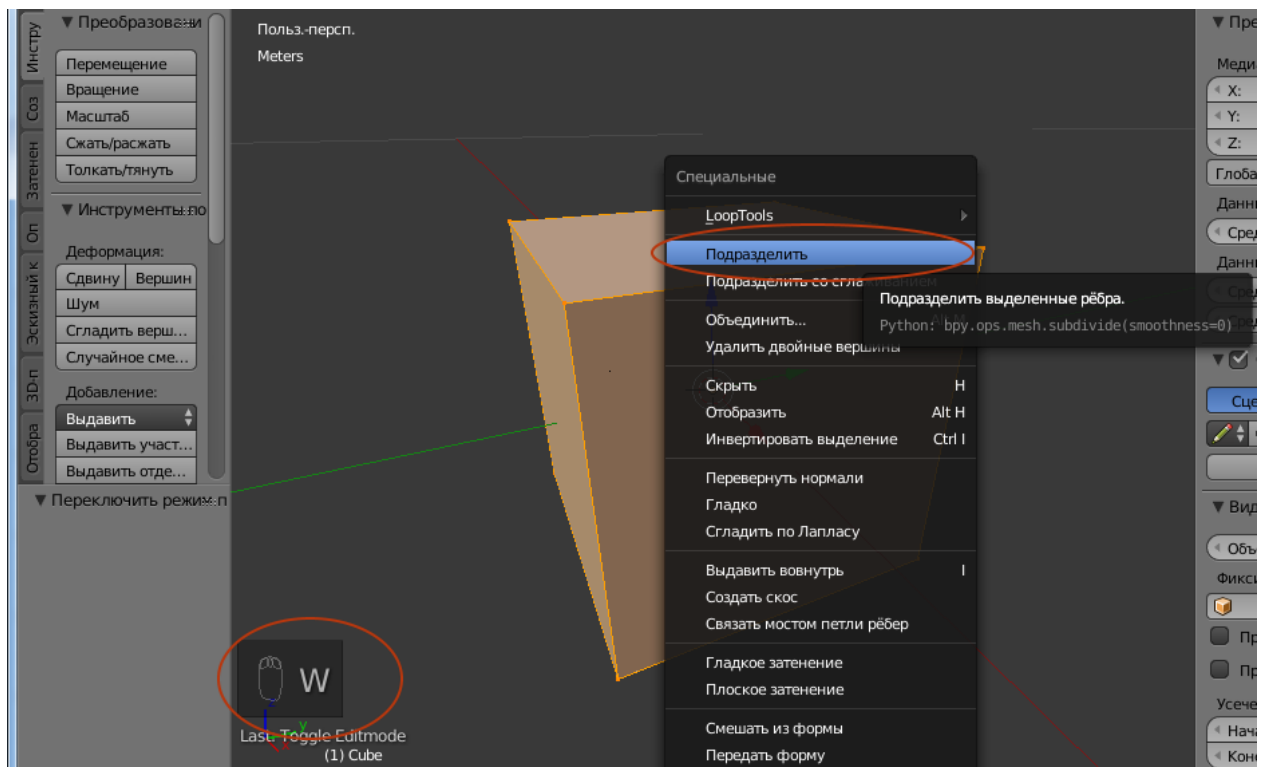 Преобразовани
Инстру
Соз
Затенен
Оп
Эскизный к
3D-п
Отобра
Перемещение
Вращение
Масштаб
Сжать/расжать
Толкать/тянуть
Инструменты по
Деформация:
Сдвину Вершин
Шум
Сгладить верш...
Случайное сме...
Добавление:
Выдавить
Выдавить участ...
Выдавить отде...
Переключить режим п
Польз.-персп.
Meters
Специальные
LoopTools
Подразделить
Подразделить со сглаживанием
Подразделить выделенные рёбра.
Python: bpy.ops.mesh.subdivide(smoothness=0)
Объединить... Alt M
Удалить двойные вершины
Скрыть H
Отобразить Alt H
Инвертировать выделение Ctrl I
Перевернуть нормали
Гладко
Сгладить по Лапласу
Выдавить вовнутрь I
Создать скос
Связать мостом петли рёбер
Гладкое затенение
Плоское затенение
Смешать из формы
Передать форму
W
z
y
x
Last: Toggle Editmode
(1) Cube
Пре
Меди
X:
Y:
Z:
Глоба
Данн
Сред
Данн
Сред
Сред
Сце
Вид
Объ
Фикси
Пр
Пр
Усече
Нача
Коне